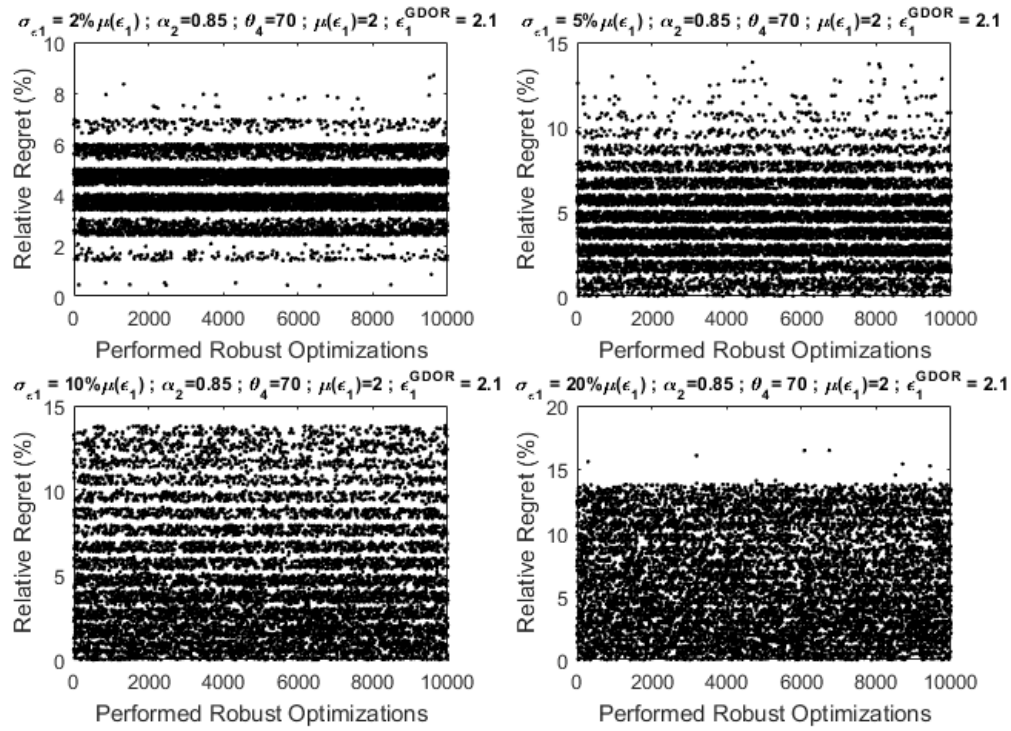 σε1 = 2%μ(ϵ1) ; α2=0.85 ; θ4=70 ; μ(ϵ1)=2 ; ϵ1GDOR = 2.1
10
8
6
4
2
0
Relative Regret (%)
0 2000 4000 6000 8000 10000
Performed Robust Optimizations
σε1 = 5%μ(ϵ1) ; α2=0.85 ; θ4=70 ; μ(ϵ1)=2 ; ϵ1GDOR = 2.1
15
10
5
0
Relative Regret (%)
0 2000 4000 6000 8000 10000
Performed Robust Optimizations
σε1 = 10%μ(ϵ1) ; α2=0.85 ; θ4=70 ; μ(ϵ1)=2 ; ϵ1GDOR = 2.1
15
10
5
0
Relative Regret (%)
0 2000 4000 6000 8000 10000
Performed Robust Optimizations
σε1 = 20%μ(ϵ1) ; α2=0.85 ; θ4= 70 ; μ(ϵ1)=2 ; ϵ1GDOR = 2.1
20
15
10
5
0
Relative Regret (%)
0 2000 4000 6000 8000 10000
Performed Robust Optimizations